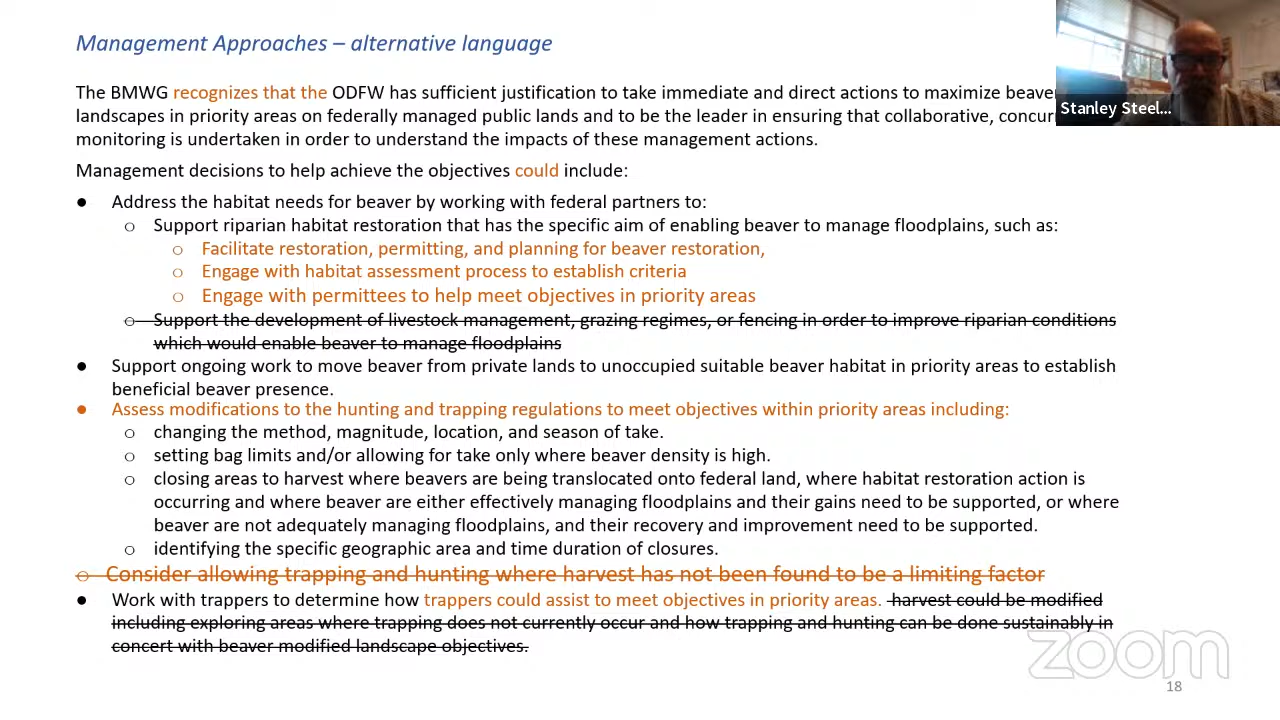 Management Approaches – alternative language
The BMWG recognizes that the ODFW has sufficient justification to take immediate and direct actions to maximize beaver
landscapes in priority areas on federally managed public lands and to be the leader in ensuring that collaborative,
monitoring is undertaken in order to understand the impacts of these management actions.
Stanley Steel...
Management decisions to help achieve the objectives could include:
● Address the habitat needs for beaver by working with federal partners to:
○ Support riparian habitat restoration that has the specific aim of enabling beaver to manage floodplains, such as:
○ Facilitate restoration, permitting, and planning for beaver restoration,
○ Engage with habitat assessment process to establish criteria
○ Engage with permittees to help meet objectives in priority areas
○ Support the development of livestock management, grazing regimes, or fencing in order to improve riparian conditions
which would enable beaver to manage floodplains
● Support ongoing work to move beaver from private lands to unoccupied suitable beaver habitat in priority areas to establish
beneficial beaver presence.
● Assess modifications to the hunting and trapping regulations to meet objectives within priority areas including:
○ changing the method, magnitude, location, and season of take.
○ setting bag limits and/or allowing for take only where beaver density is high.
○ closing areas to harvest where beavers are being translocated onto federal land, where habitat restoration action is
occurring and where beaver are either effectively managing floodplains and their gains need to be supported, or where
beaver are not adequately managing floodplains, and their recovery and improvement need to be supported.
○ identifying the specific geographic area and time duration of closures.
○ Consider allowing trapping and hunting where harvest has not been found to be a limiting factor
● Work with trappers to determine how trappers could assist to meet objectives in priority areas. harvest could be modified
including exploring areas where trapping does not currently occur and how trapping and hunting can be done sustainably in
concert with beaver modified landscape objectives.
zoom
18